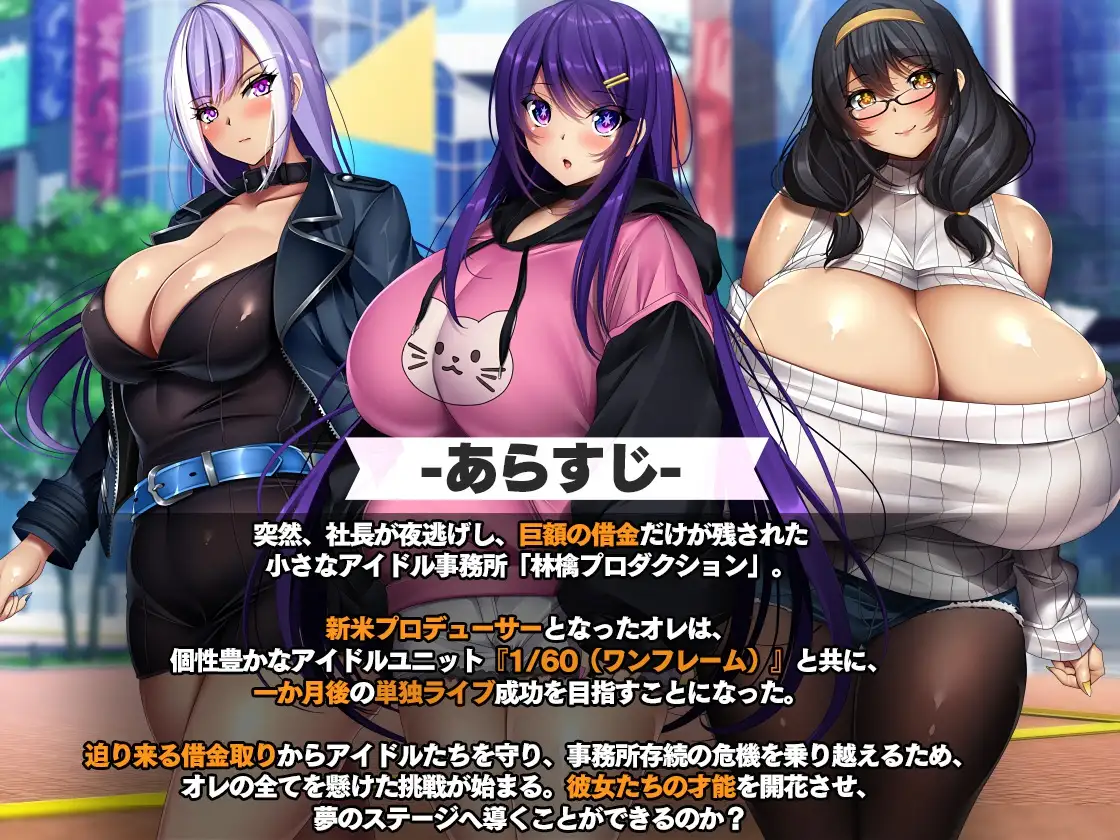 -あらすじ-
突然、社長が夜逃げし、巨額の借金だけが残された
小さなアイドル事務所「林檎プロダクション」。
新米プロデューサーとなったオレは、
個性豊かなアイドルユニット『1/60（ワンフレーム）』と共に、
一か月後の単独ライブ成功を目指すことになった。
迫り来る借金取りからアイドルたちを守り、事務所存続の危機を乗り越えるため、
オレの全てを懸けた挑戦が始まる。彼女たちの才能を開花させ、
夢のステージへ導くことができるのか？